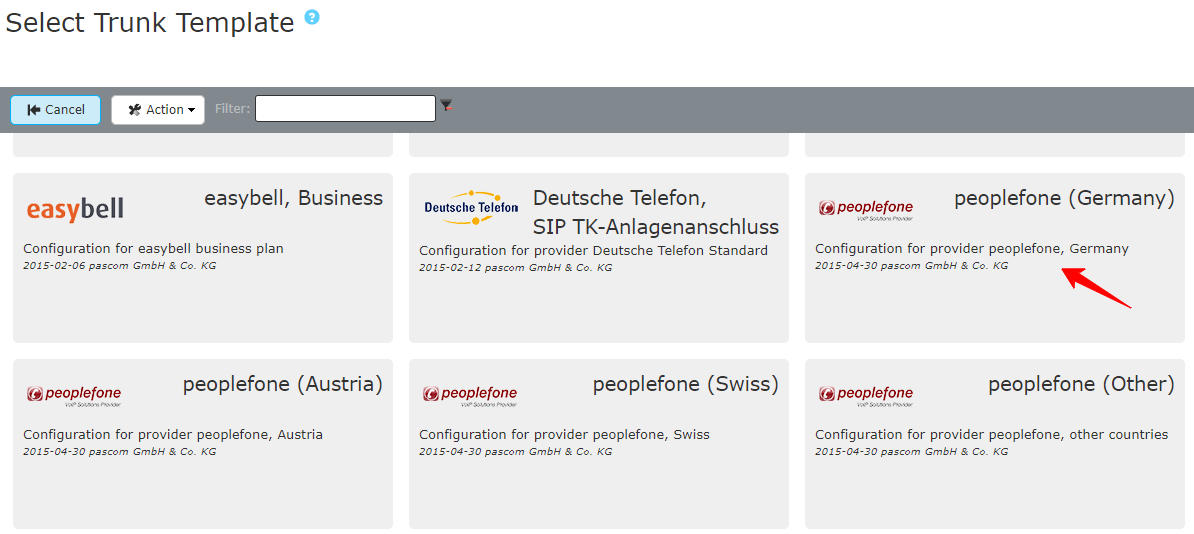 Select Trunk Template ?
Cancel Action Filter:
easybell easybell, Business
Configuration for easybell business plan
2015-02-06 pascom GmbH & Co. KG
Deutsche Telefon Deutsche Telefon,
SIP TK-Anlagenanschluss
Configuration for provider Deutsche Telefon Standard
2015-02-12 pascom GmbH & Co. KG
peoplefone peoplefone (Germany)
VoIP Solutions Provider
Configuration for provider peoplefone, Germany
2015-04-30 pascom GmbH & Co. KG
peoplefone peoplefone (Austria)
VoIP Solutions Provider
Configuration for provider peoplefone, Austria
2015-04-30 pascom GmbH & Co. KG
peoplefone peoplefone (Swiss)
VoIP Solutions Provider
Configuration for provider peoplefone, Swiss
2015-04-30 pascom GmbH & Co. KG
peoplefone peoplefone (Other)
VoIP Solutions Provider
Configuration for provider peoplefone, other countries
2015-04-30 pascom GmbH & Co. KG